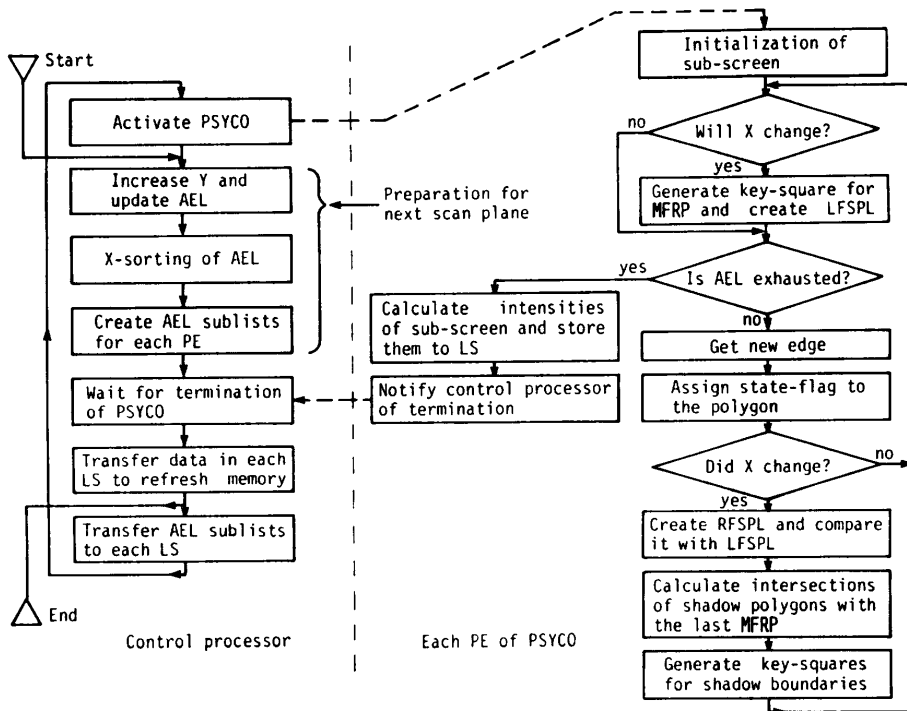 Start
Activate PSYCO
Increase Y and
update AEL
X-sorting of AEL
Create AEL sublists
for each PE
Preparation for
next scan plane
Wait for termination
of PSYCO
Transfer data in each
LS to refresh memory
Transfer AEL sublists
to each LS
End
Control processor
Initialization of
sub-screen
no
Will X change?
yes
Generate key-square for
MFRP and create LFSPL
yes
Is AEL exhausted?
no
Calculate intensities
of sub-screen and store
them to LS
Notify control processor
of termination
Get new edge
Assign state-flag to
the polygon
Did X change?
no
yes
Create RFSPL and compare
it with LFSPL
Calculate intersections
of shadow polygons with
the last MFRP
Generate key-squares
for shadow boundaries
Each PE of PSYCO